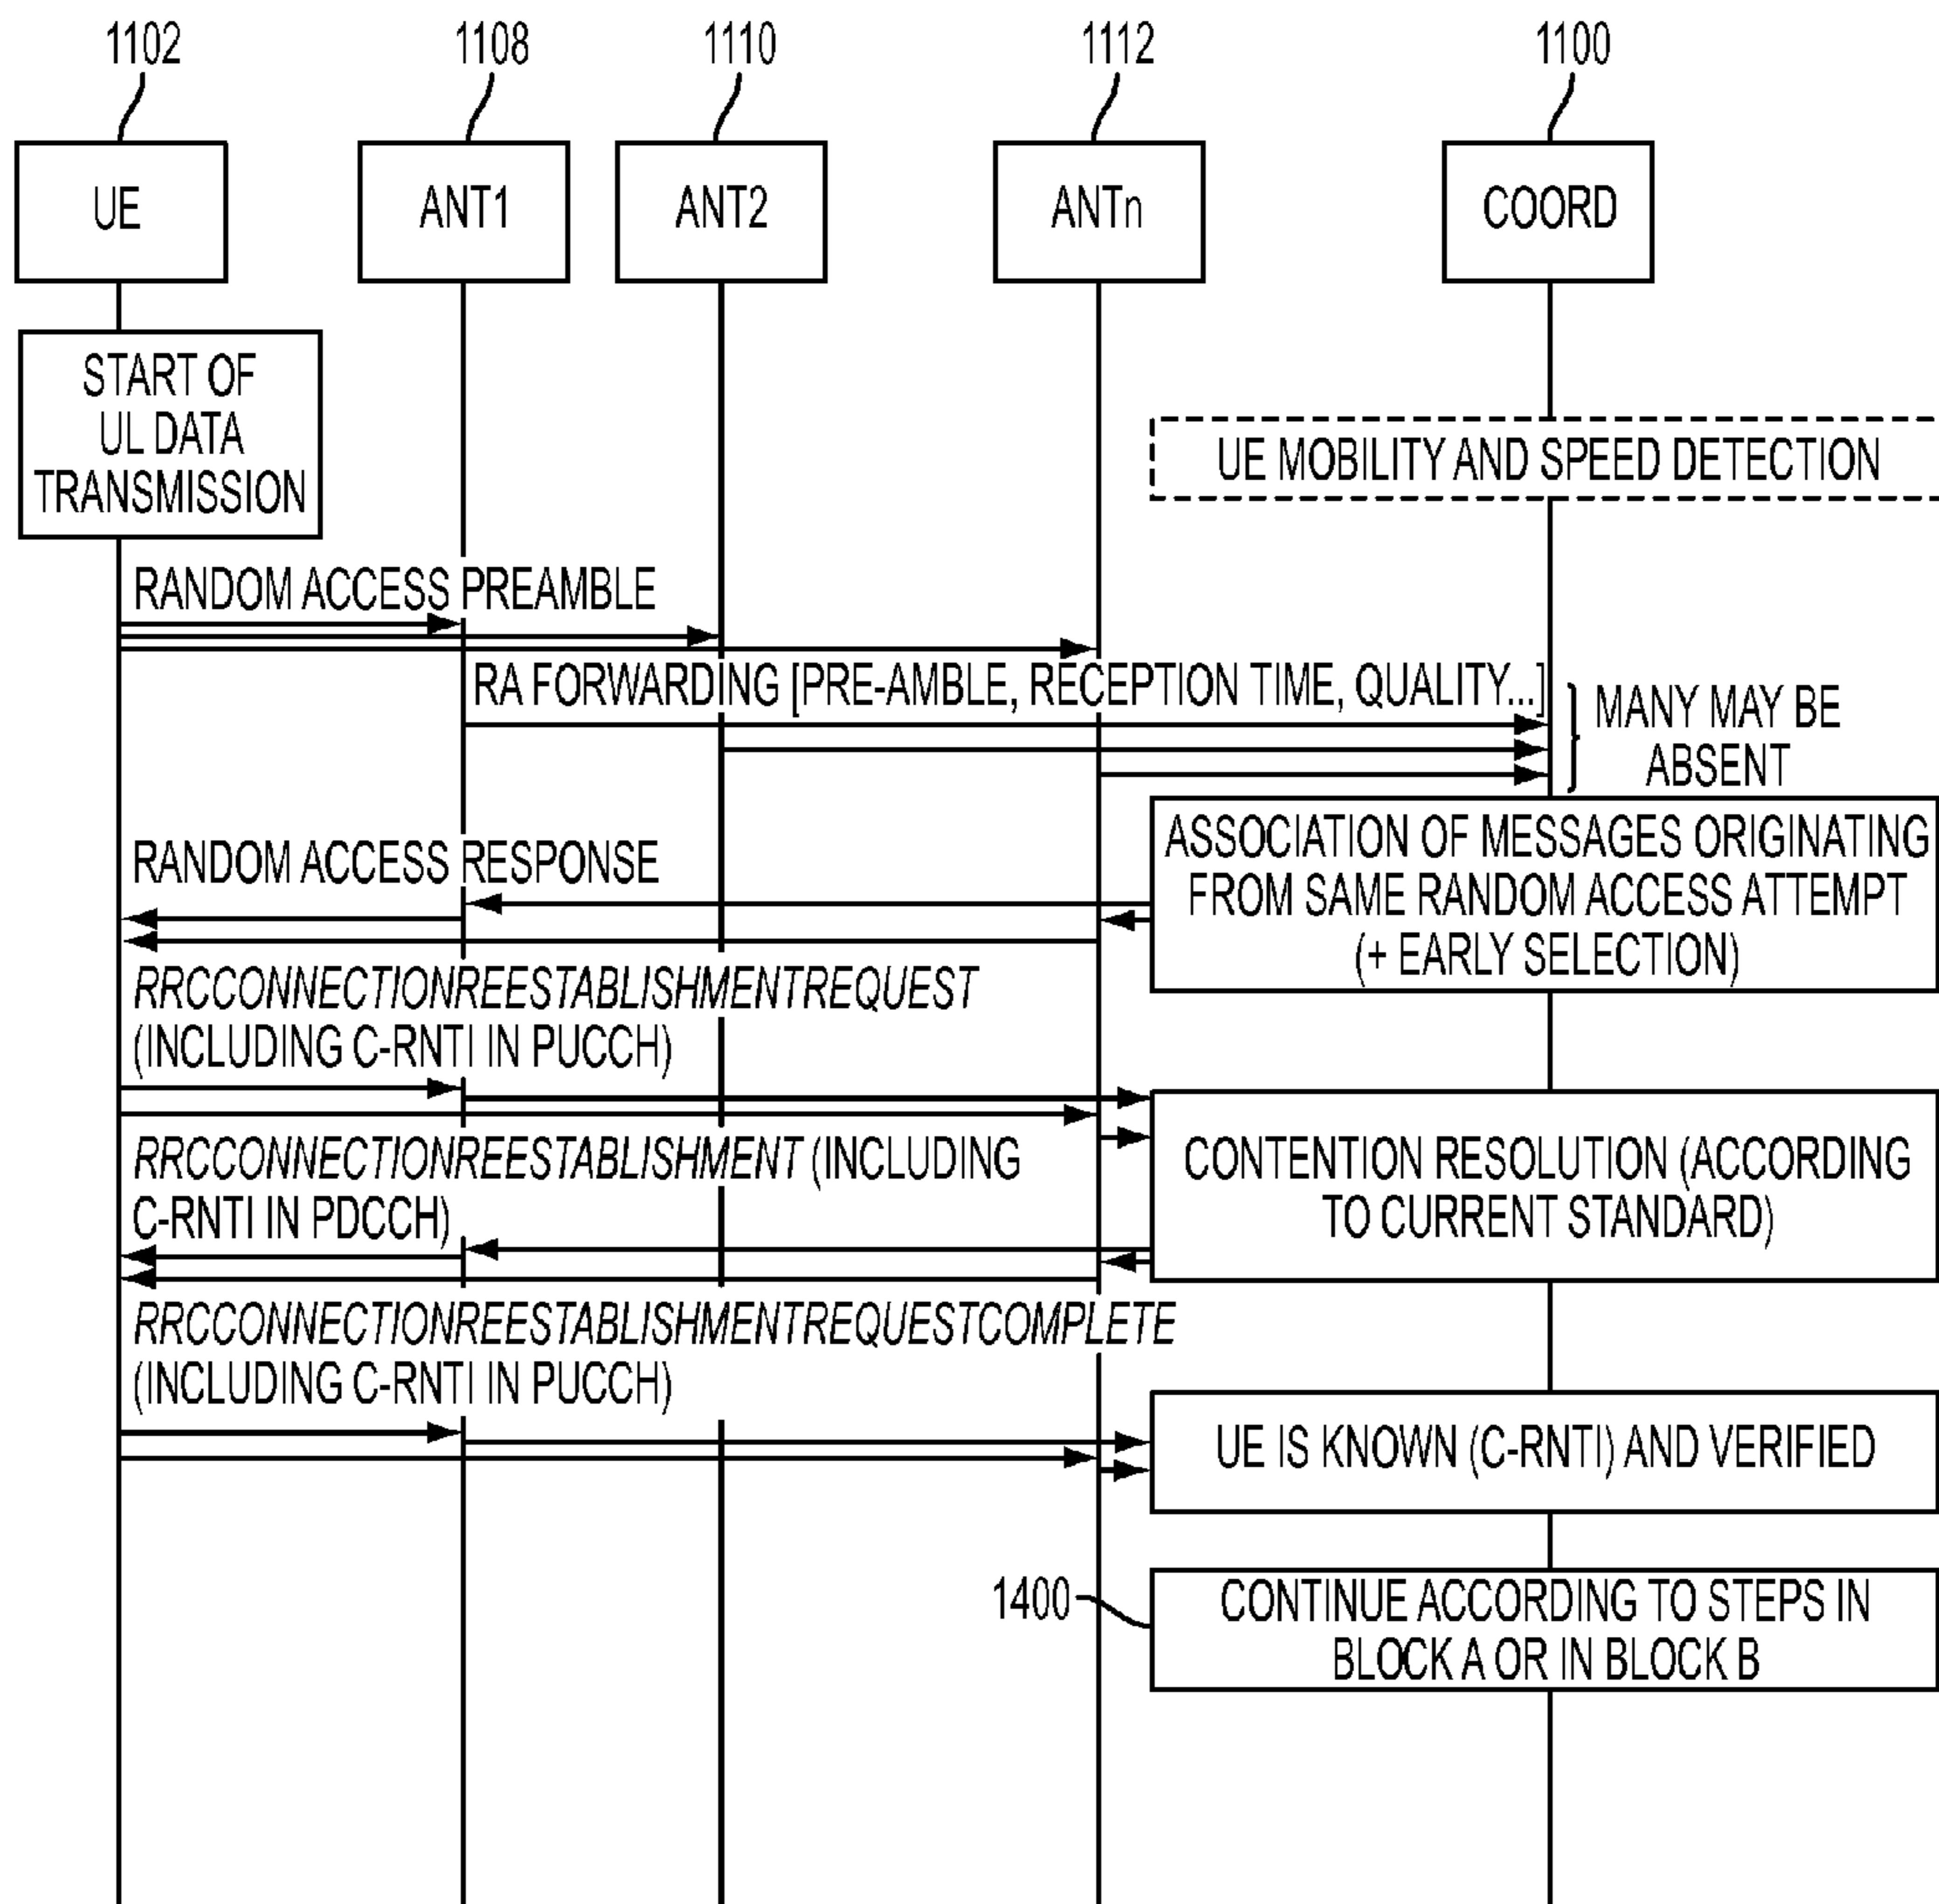 1102
1108
1110
1112
1100
UE
ANT1
ANT2
ANTn
COORD
START OF
UL DATA
TRANSMISSION
UE MOBILITY AND SPEED DETECTION
RANDOM ACCESS PREAMBLE
RA FORWARDING [PRE-AMBLE, RECEPTION TIME, QUALITY...]
MANY MAY BE
ABSENT
ASSOCIATION OF MESSAGES ORIGINATING
FROM SAME RANDOM ACCESS ATTEMPT
(+ EARLY SELECTION)
RANDOM ACCESS RESPONSE
RRCCONNECTIONREESTABLISHMENTREQUEST
(INCLUDING C-RNTI IN PUCCH)
RRCCONNECTIONREESTABLISHMENT (INCLUDING
C-RNTI IN PDCCH)
CONTENTION RESOLUTION (ACCORDING
TO CURRENT STANDARD)
RRCCONNECTIONREESTABLISHMENTREQUESTCOMPLETE
(INCLUDING C-RNTI IN PUCCH)
UE IS KNOWN (C-RNTI) AND VERIFIED
1400
CONTINUE ACCORDING TO STEPS IN
BLOCK A OR IN BLOCK B